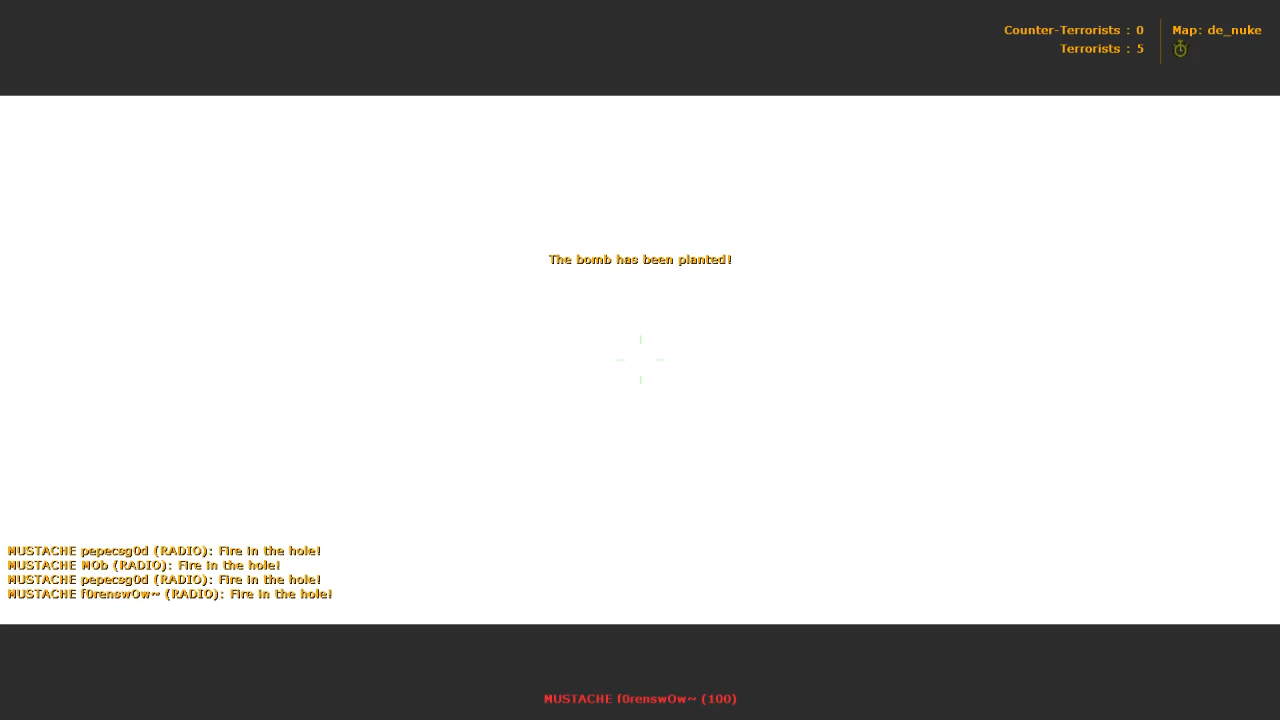 Counter-Terrorists : 0
Terrorists : 5
Map: de_nuke
The bomb has been planted!
MUSTACHE pepecsg0d (RADIO): Fire in the hole!
MUSTACHE M0b (RADIO): Fire in the hole!
MUSTACHE pepecsg0d (RADIO): Fire in the hole!
MUSTACHE f0renswOw~ (RADIO): Fire in the hole!
MUSTACHE f0renswOw~ (100)